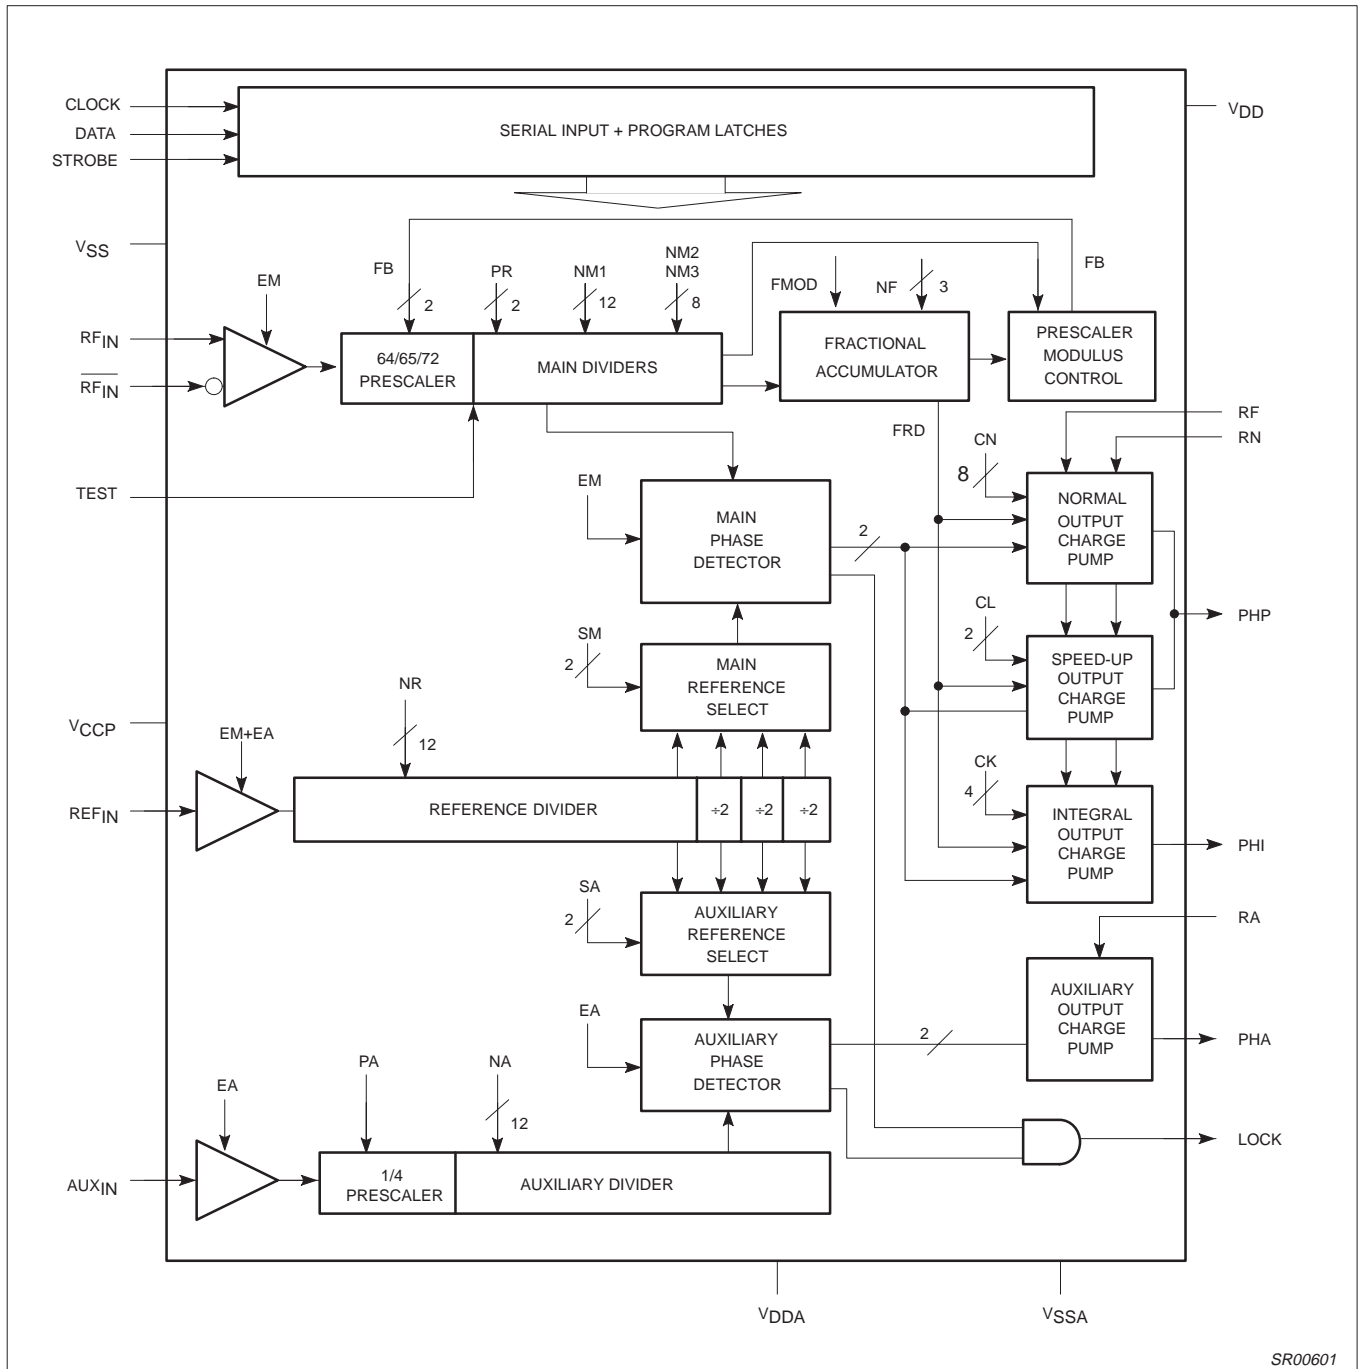 CLOCK
DATA
STROBE
SERIAL INPUT + PROGRAM LATCHES
VDD
VSS
EM
FB
2
PR
2
NM1
12
NM2
NM3
8
FMOD
NF
3
FB
RFIN
RFIN
64/65/72
PRESCALER
MAIN DIVIDERS
FRACTIONAL
ACCUMULATOR
PRESCALER
MODULUS
CONTROL
FRD
RF
RN
CN
8
TEST
EM
MAIN
PHASE
DETECTOR
2
NORMAL
OUTPUT
CHARGE
PUMP
CL
2
PHP
SM
2
MAIN
REFERENCE
SELECT
SPEED-UP
OUTPUT
CHARGE
PUMP
VCCP
EM+EA
NR
12
CK
4
REFIN
REFERENCE DIVIDER
÷2
÷2
÷2
INTEGRAL
OUTPUT
CHARGE
PUMP
PHI
SA
2
AUXILIARY
REFERENCE
SELECT
RA
EA
AUXILIARY
PHASE
DETECTOR
2
AUXILIARY
OUTPUT
CHARGE
PUMP
PHA
EA
PA
NA
12
LOCK
AUXIN
1/4
PRESCALER
AUXILIARY DIVIDER
VDDA
VSSA
SR00601